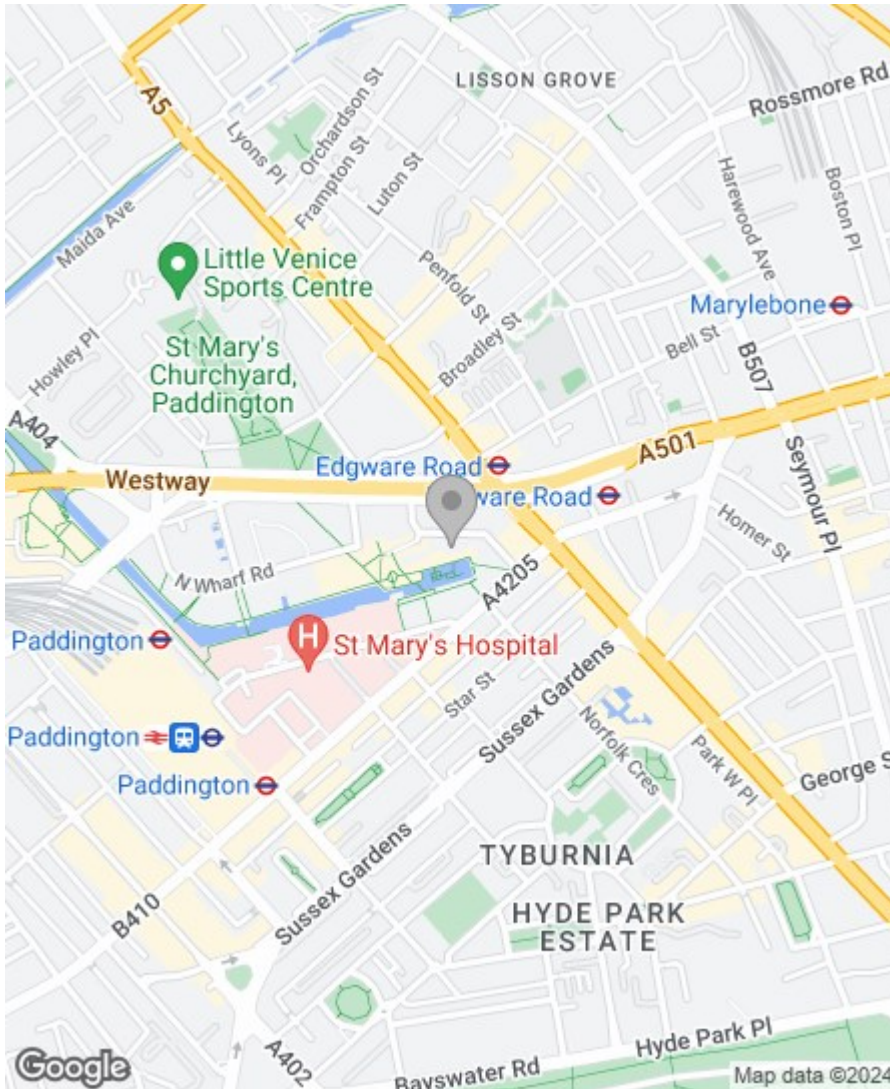 LISSON GROVE
Rossmore Rd
A5
Orchardson St
Lyons Pl
Frampton St
Luton St
Harewood Ave
Boston Pl
Maida Ave
Little Venice
Sports Centre
Penfold St
Marylebone
Broadley St
Bell St
B507
Howley Pl
St Mary's
Churchyard,
Paddington
A404
A501
Edgware Road
Westway
ware Road
Seymour Pl
Homer St
N Wharf Rd
A4205
Paddington
H
St Mary's Hospital
Star St
Sussex Gardens
Norfolk Cres
Paddington
Park W Pl
Paddington
George S
Sussex Gardens
TYBURNIA
B410
HYDE PARK
ESTATE
A402
Hyde Park Pl
Bayswater Rd
Google
Map data ©2024